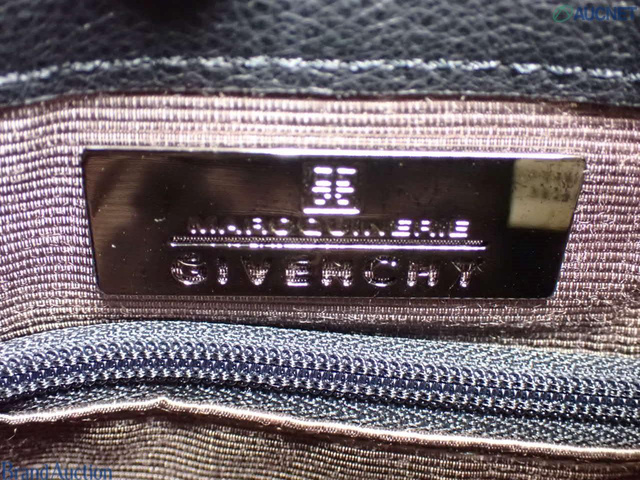 AUCNET
MAROQUINERIE
GIVENCHY
Brand Auction